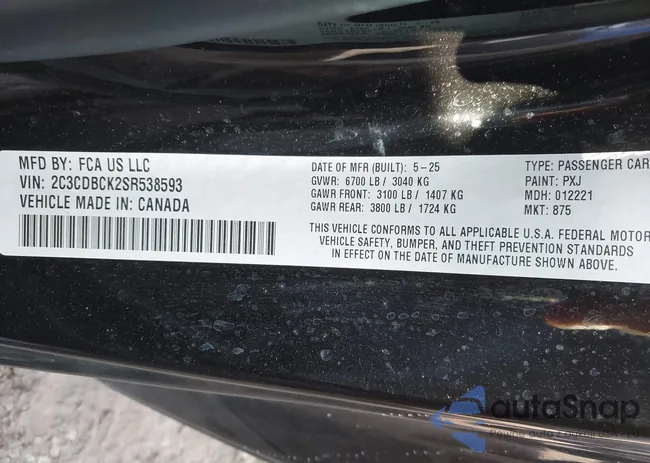 MFD BY: FCA US LLC
VIN: 2C3CDBCK2SR538593
VEHICLE MADE IN: CANADA
DATE OF MFR (BUILT): 5-25
GVWR: 6700 LB / 3040 KG
GAWR FRONT: 3100 LB / 1407 KG
GAWR REAR: 3800 LB / 1724 KG
TYPE: PASSENGER CAR
PAINT: PXJ
MDH: 012221
MKT: 875
THIS VEHICLE CONFORMS TO ALL APPLICABLE U.S.A. FEDERAL MOTOR
VEHICLE SAFETY, BUMPER, AND THEFT PREVENTION STANDARDS
IN EFFECT ON THE DATE OF MANUFACTURE SHOWN ABOVE.
autoSnap